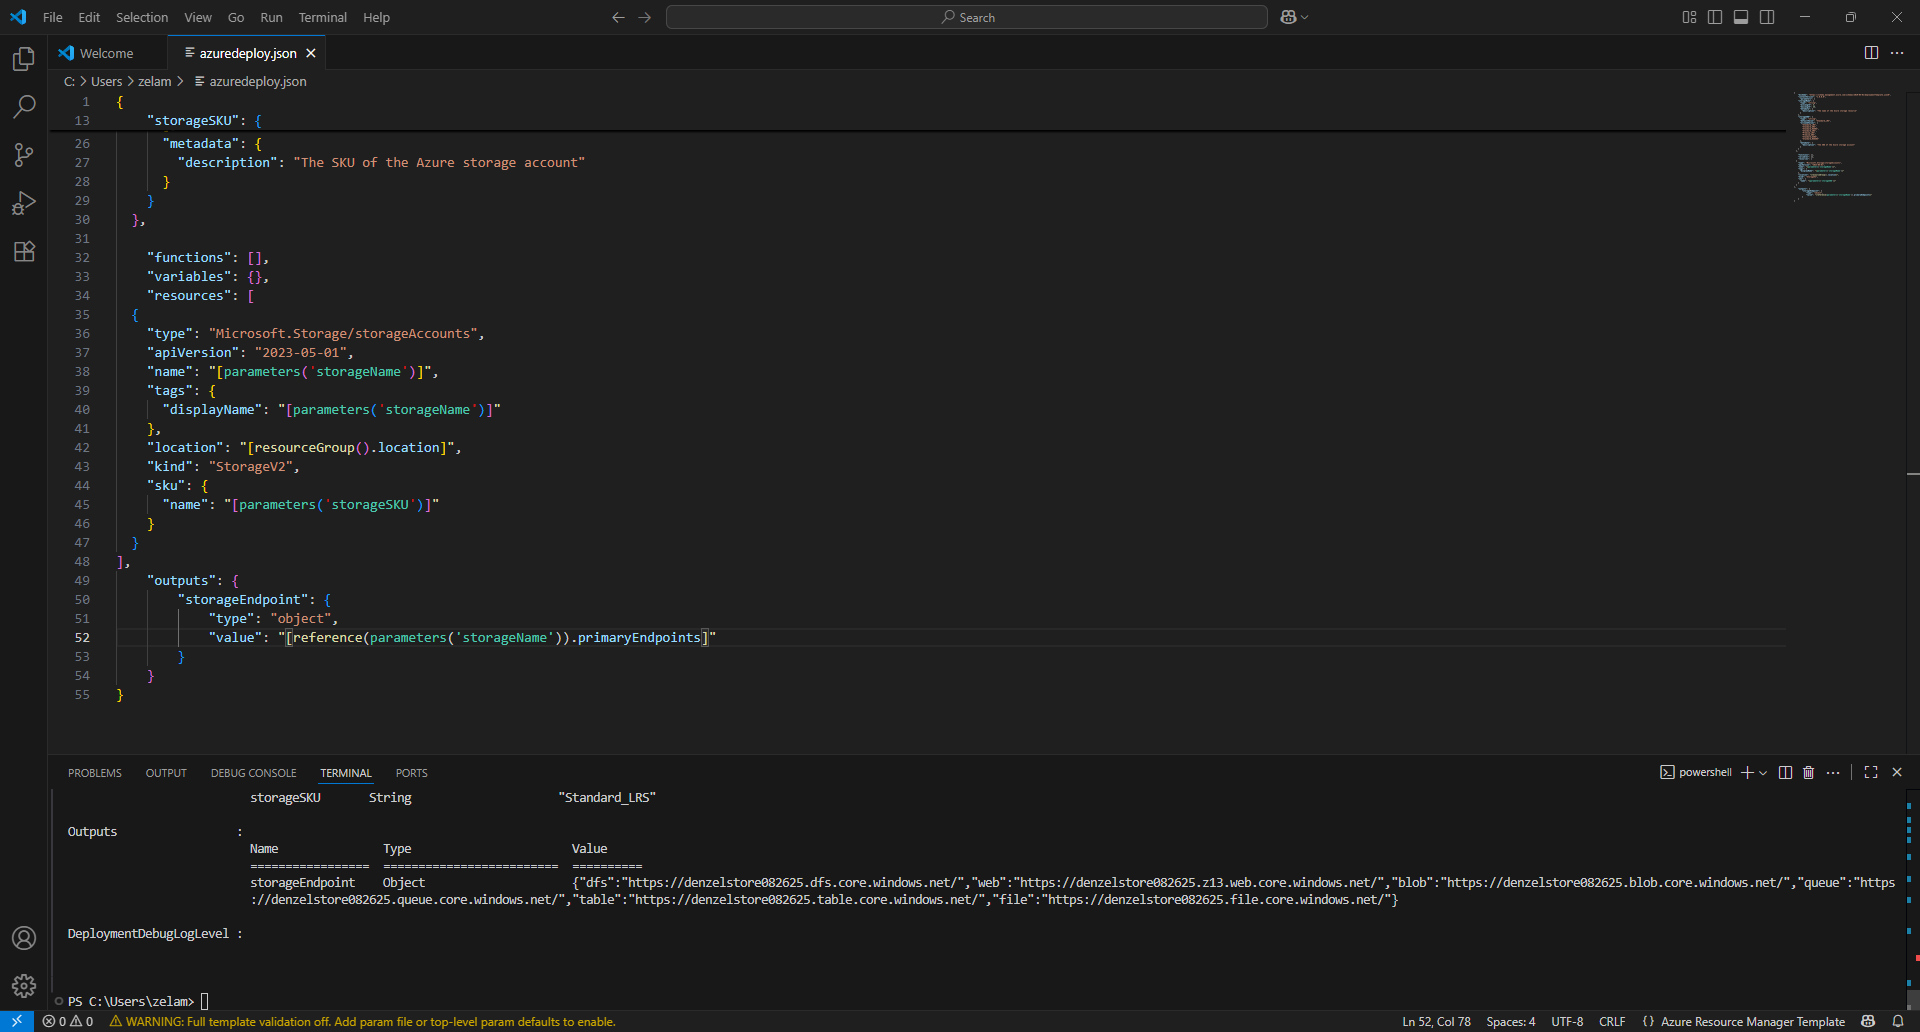 File Edit Selection View Go Run Terminal Help Search
Welcome azuredeploy.json
C: > Users > zelam > azuredeploy.json
1 {
13 "storageSKU": {
26 "metadata": {
27 "description": "The SKU of the Azure storage account"
28 }
29 }
30 },
31
32 "functions": [],
33 "variables": {},
34 "resources": [
35 {
36 "type": "Microsoft.Storage/storageAccounts",
37 "apiVersion": "2023-05-01",
38 "name": "[parameters('storageName')]",
39 "tags": {
40 "displayName": "[parameters('storageName')]"
41 },
42 "location": "[resourceGroup().location]",
43 "kind": "StorageV2",
44 "sku": {
45 "name": "[parameters('storageSKU')]"
46 }
47 }
48 ],
49 "outputs": {
50 "storageEndpoint": {
51 "type": "object",
52 "value": "[reference(parameters('storageName')).primaryEndpoints]"
53 }
54 }
55 }
PROBLEMS OUTPUT DEBUG CONSOLE TERMINAL PORTS powershell
storageSKU String "Standard_LRS"
Outputs :
Name Type Value
================= ========================= ==========
storageEndpoint Object {"dfs":"https://denzelstore082625.dfs.core.windows.net/","web":"https://denzelstore082625.z13.web.core.windows.net/","blob":"https://denzelstore082625.blob.core.windows.net/","queue":"https
://denzelstore082625.queue.core.windows.net/","table":"https://denzelstore082625.table.core.windows.net/","file":"https://denzelstore082625.file.core.windows.net/"}
DeploymentDebugLogLevel :
PS C:\Users\zelam>
0 0 WARNING: Full template validation off. Add param file or top-level param defaults to enable. Ln 52, Col 78 Spaces: 4 UTF-8 CRLF {} Azure Resource Manager Template